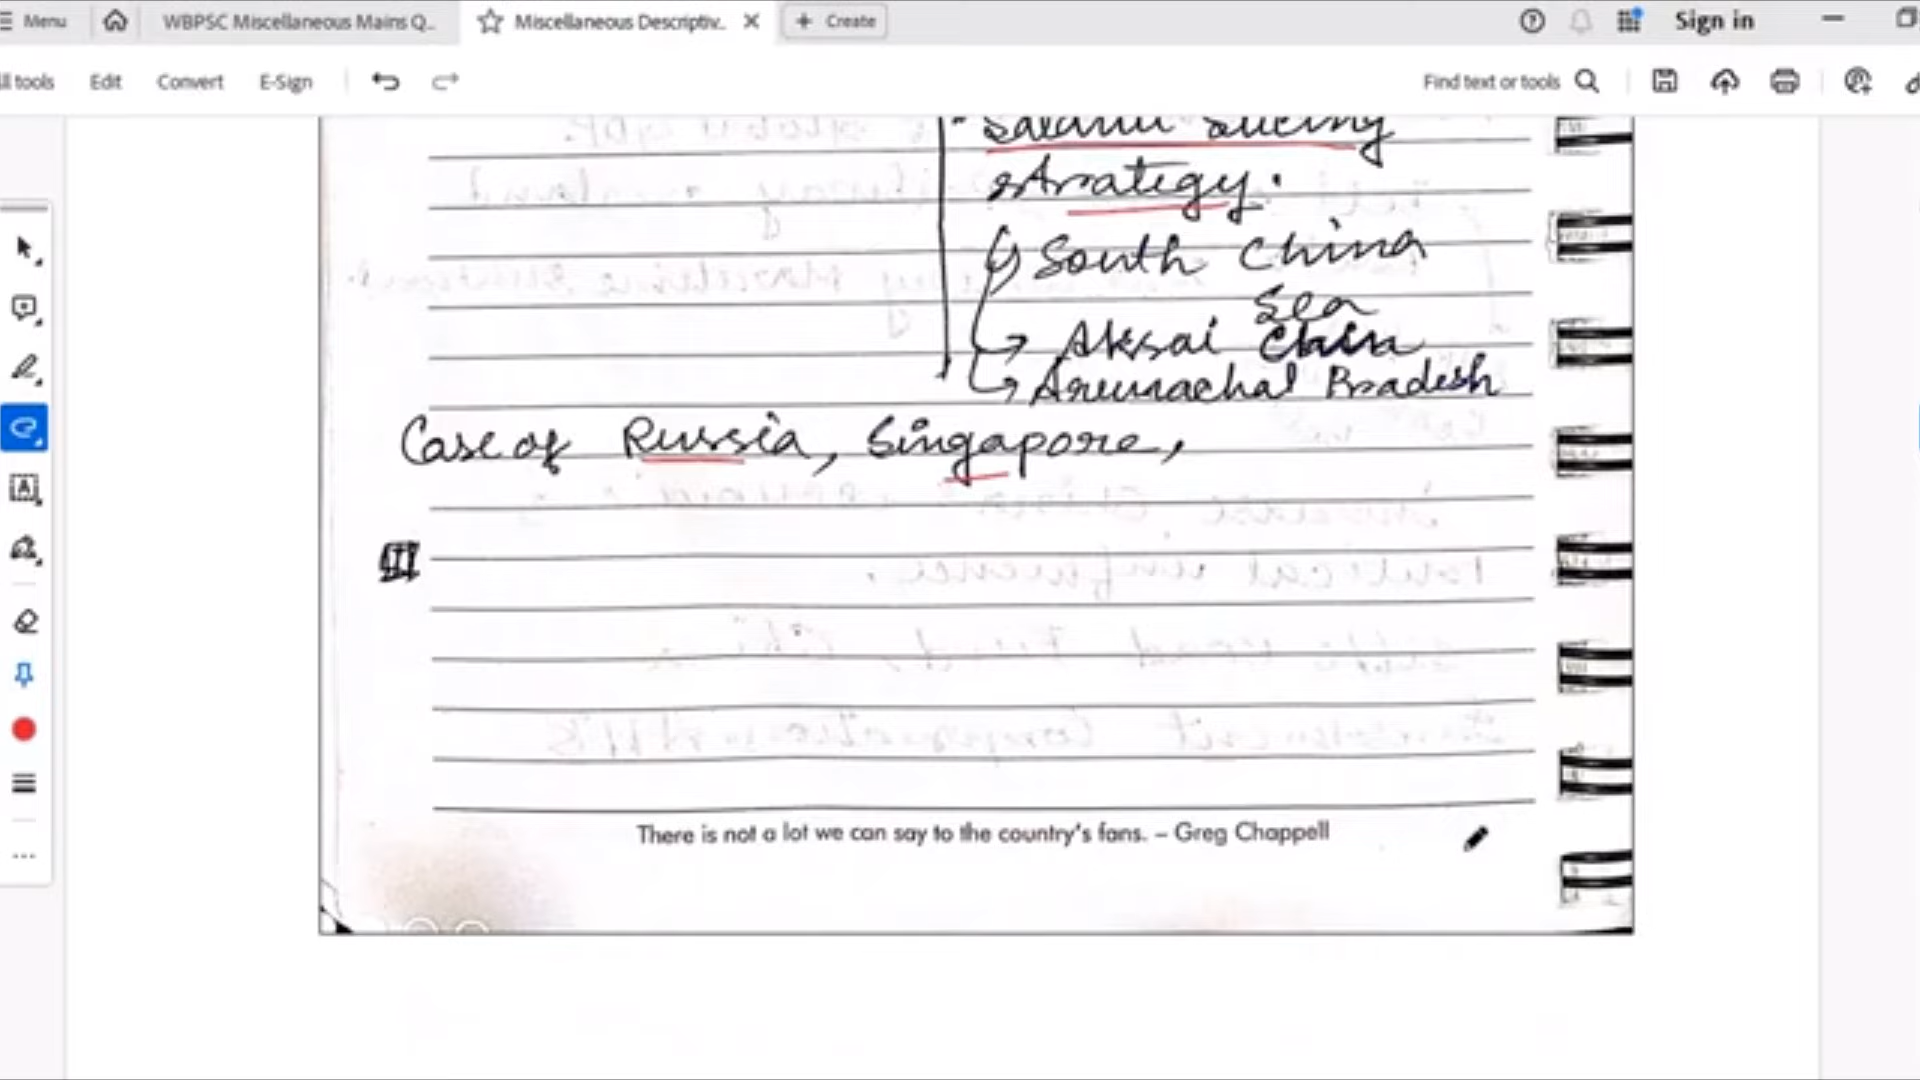 Menu
WBPSC Miscellaneous Mains Q..
Miscellaneous Descriptiv..
Create
Sign in
ll tools
Edit
Convert
E-Sign
Find text or tools
Salami Slicing
strategy.
South China
Sea
Aksai Chin
Arunachal Pradesh
Case of Russia, Singapore,
II
There is not a lot we can say to the country's fans. – Greg Chappell